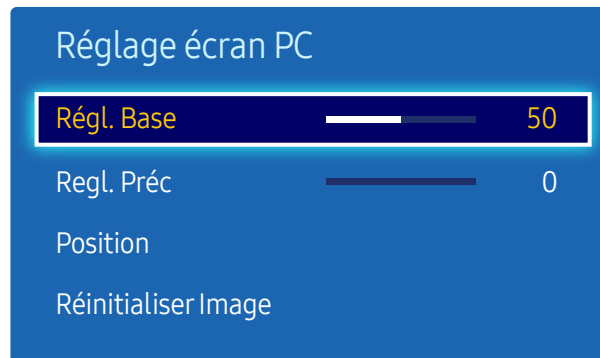 Réglage écran PC
Régl. Base 50
Regl. Préc 0
Position
Réinitialiser Image